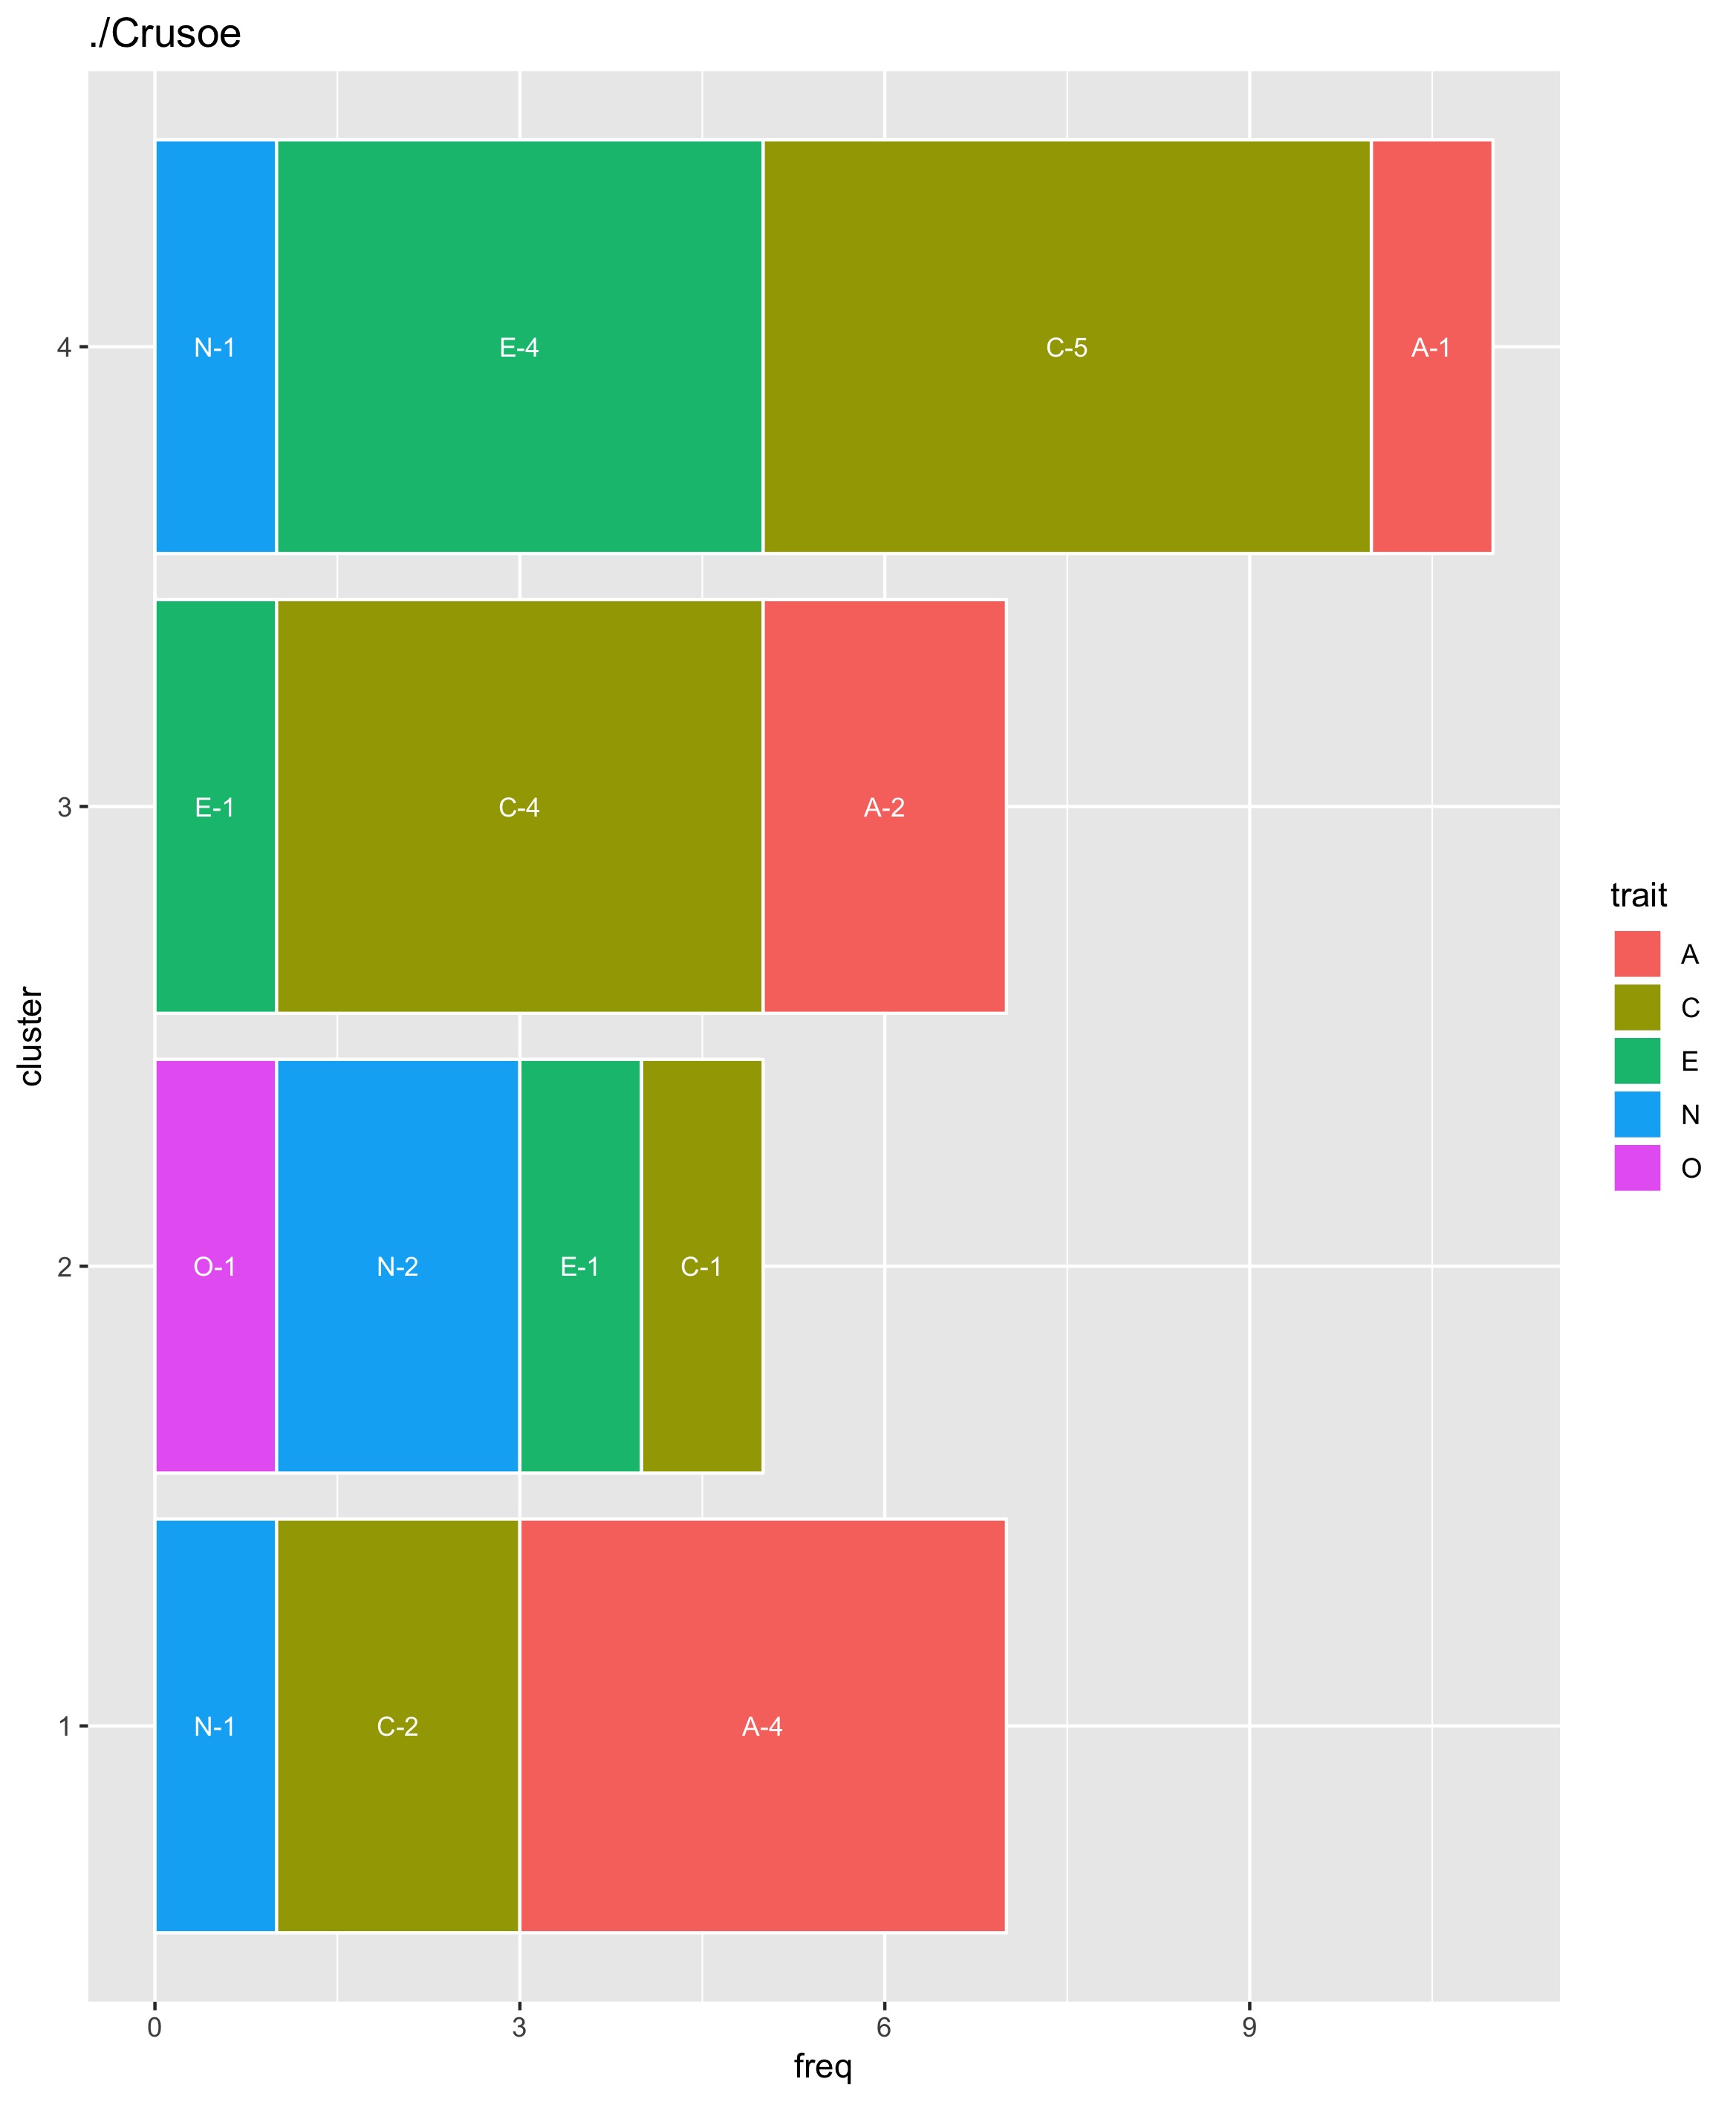 ./Crusoe
4
N-1
E-4
C-5
A-1
3
E-1
C-4
A-2
2
O-1
N-2
E-1
C-1
1
N-1
C-2
A-4
0
3
6
9
freq
cluster
trait
A
C
E
N
O